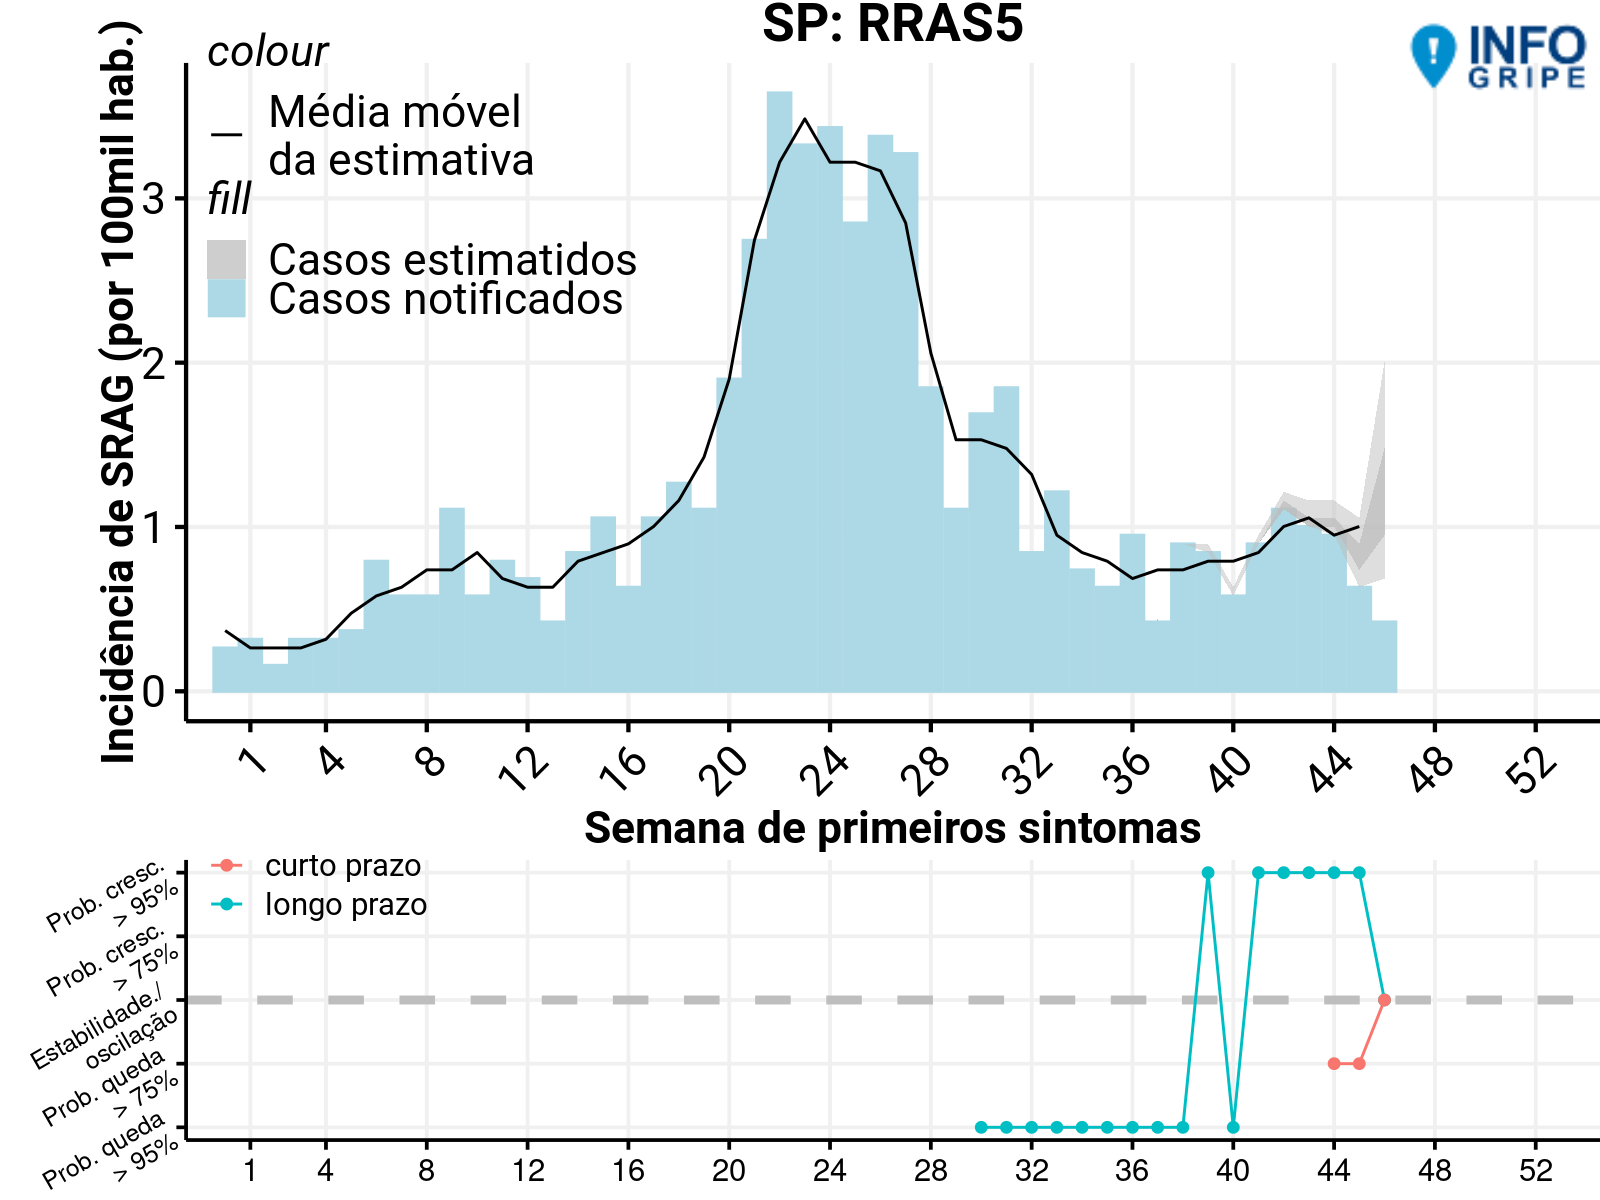 SP: RRAS5
INFO
GRIPE
colour
Média móvel
da estimativa
fill
Casos estimatidos
Casos notificados
Incidência de SRAG (por 100mil hab.)
3
2
1
0
1 4 8 12 16 20 24 28 32 36 40 44 48 52
Semana de primeiros sintomas
curto prazo
longo prazo
Prob. cresc.
> 95%
Prob. cresc.
> 75%
Estabilidade./
oscilação
Prob. queda
> 75%
Prob. queda
> 95%
1 4 8 12 16 20 24 28 32 36 40 44 48 52